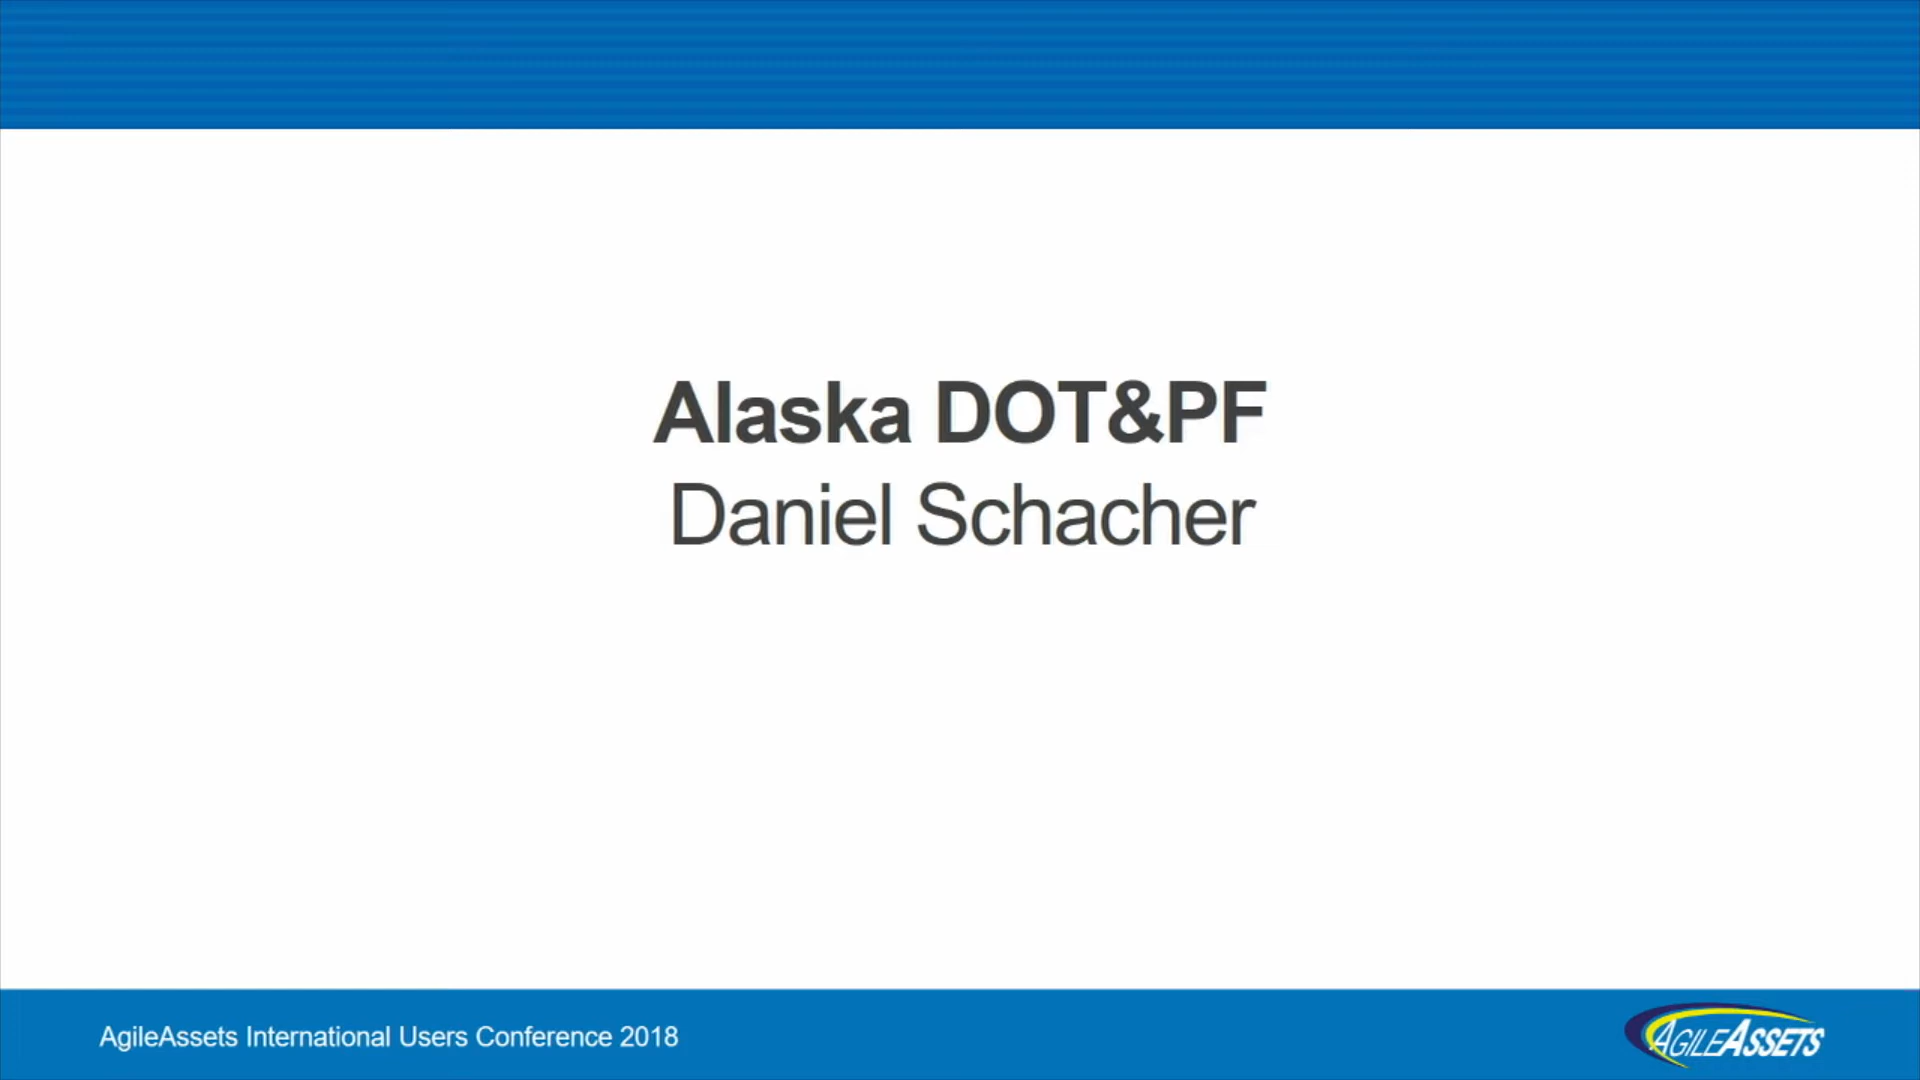 Alaska DOT&PF
Daniel Schacher
AgileAssets International Users Conference 2018
AGILEASSETS